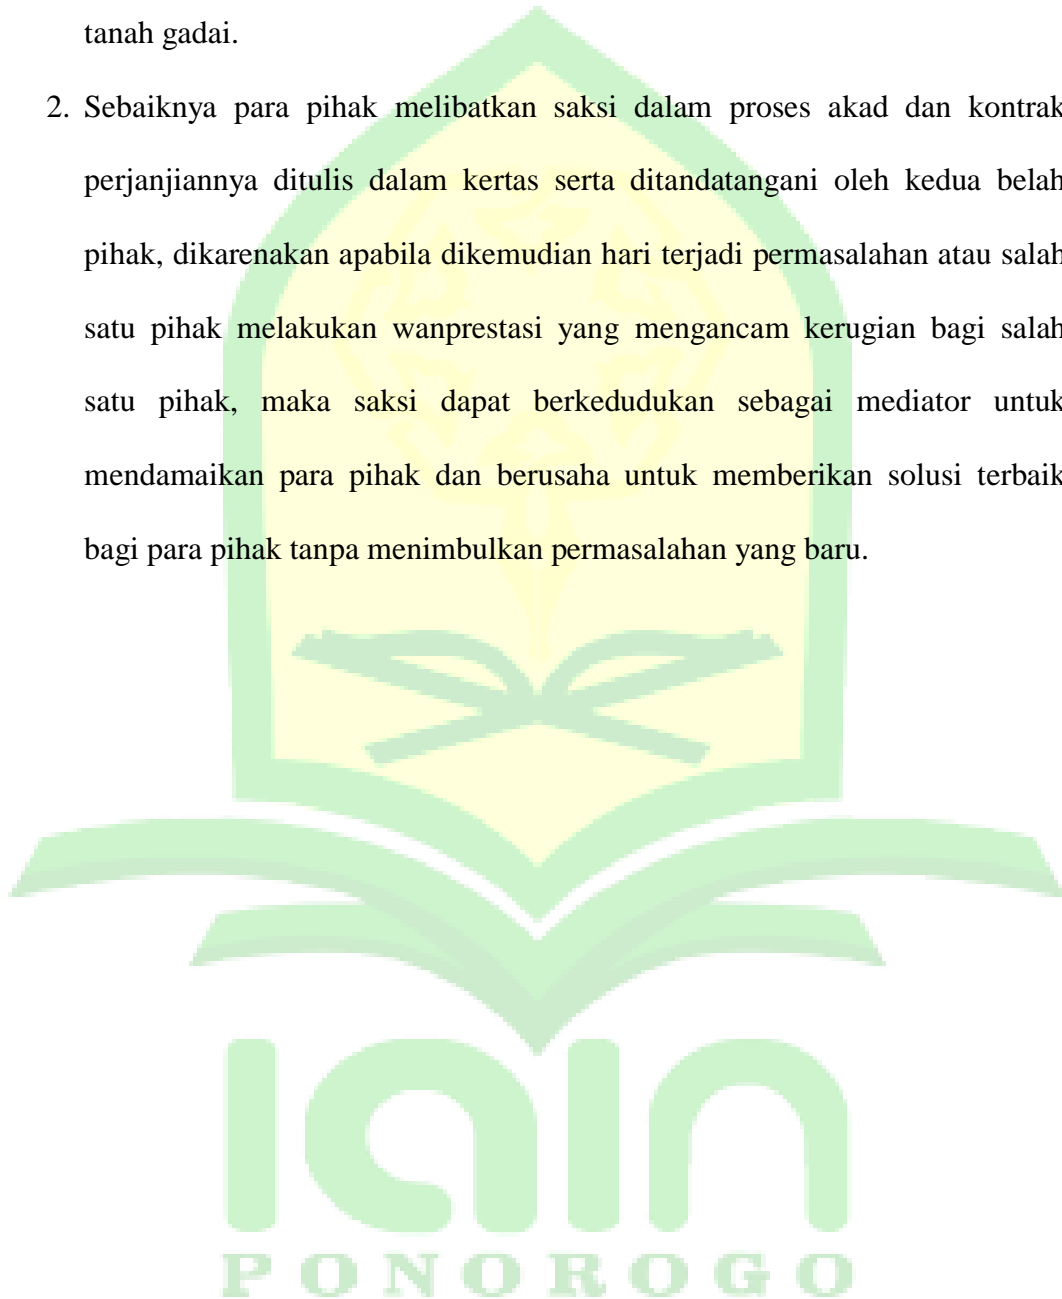 tanah gadai.
2. Sebaiknya para pihak melibatkan saksi dalam proses akad dan kontrak
perjanjiannya ditulis dalam kertas serta ditandatangani oleh kedua belah
pihak, dikarenakan apabila dikemudian hari terjadi permasalahan atau salah
satu pihak melakukan wanprestasi yang mengancam kerugian bagi salah
satu pihak, maka saksi dapat berkedudukan sebagai mediator untuk
mendamaikan para pihak dan berusaha untuk memberikan solusi terbaik
bagi para pihak tanpa menimbulkan permasalahan yang baru.
IAIN
PONOROGO